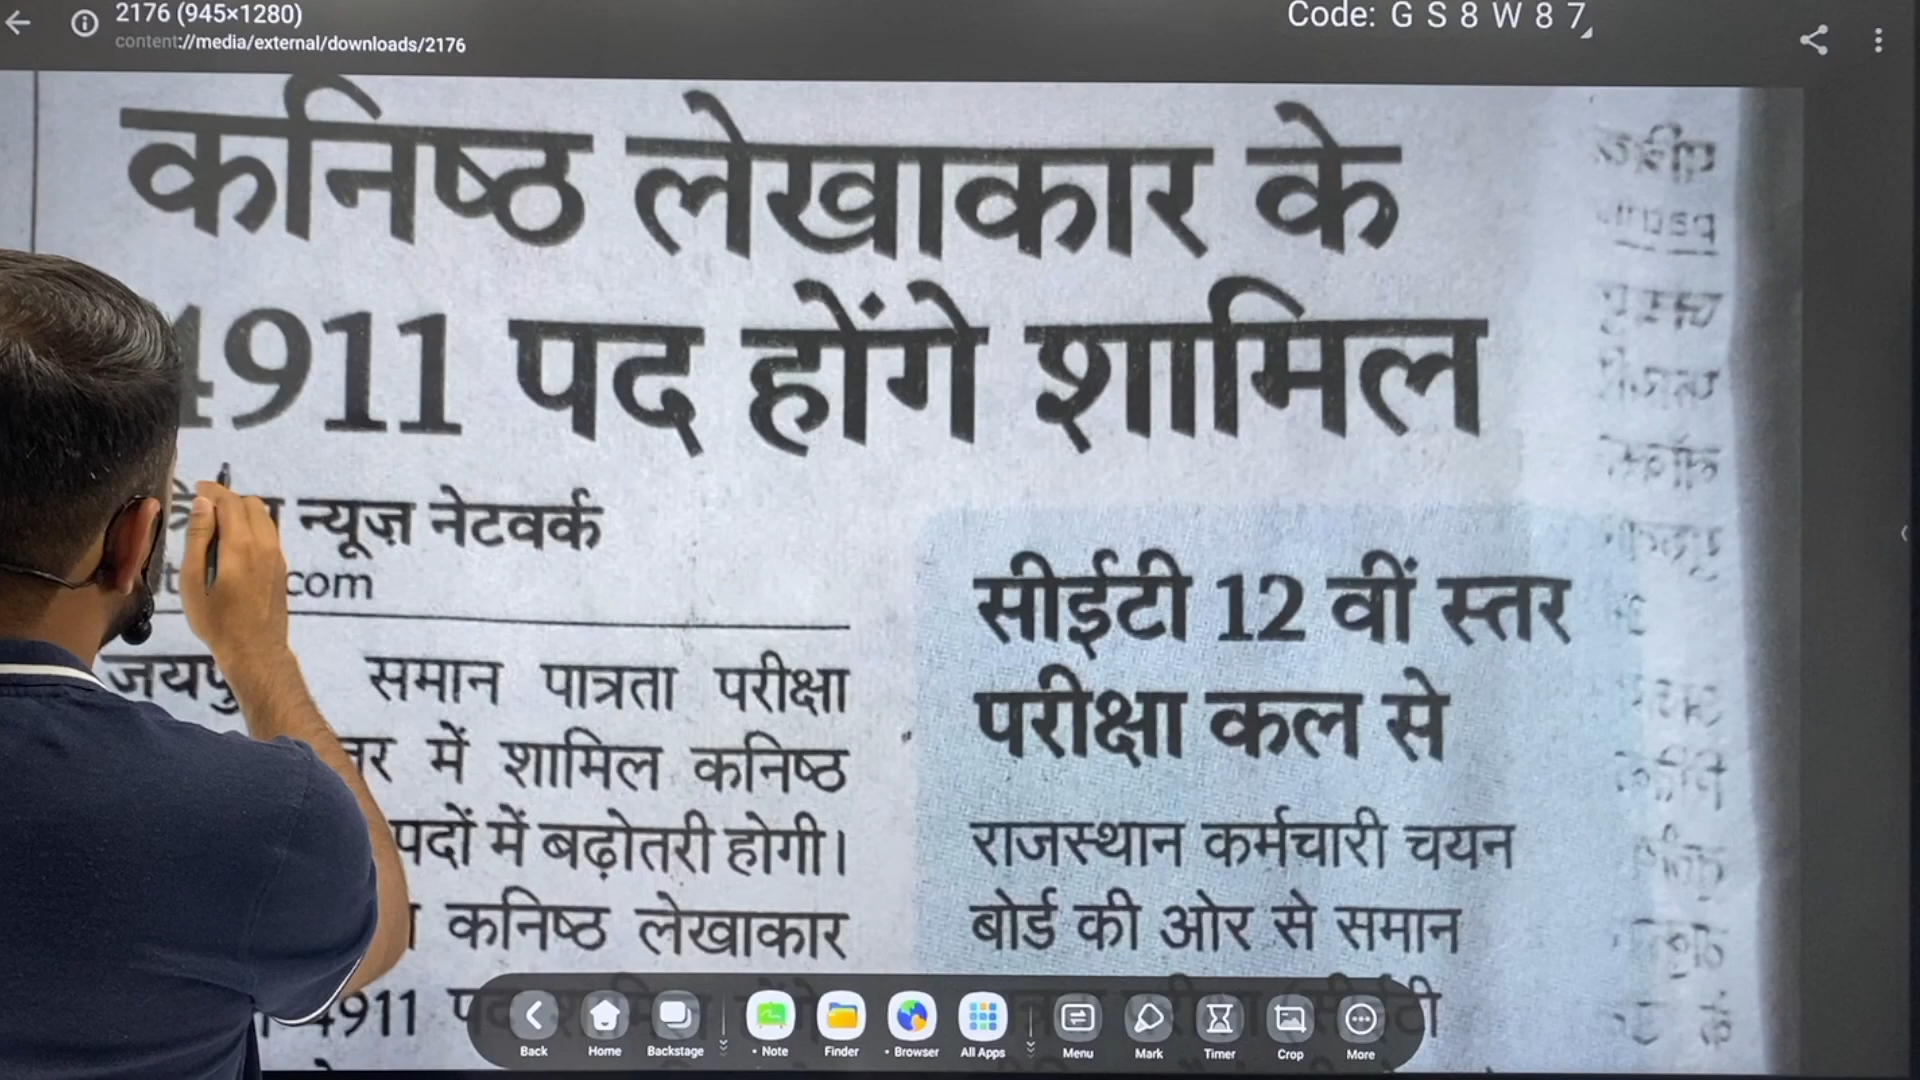 2176 (945×1280)
content://media/external/downloads/2176
Code: G S 8 W 8 7
कनिष्ठ लेखाकार के
4911 पद होंगे शामिल
न्यूज़ नेटवर्क
com
समान पात्रता परीक्षा
में शामिल कनिष्ठ
पदों में बढ़ोतरी होगी।
कनिष्ठ लेखाकार
4911
सीईटी 12 वीं स्तर
परीक्षा कल से
राजस्थान कर्मचारी चयन
बोर्ड की ओर से समान
Back
Home
Backstage
Note
Finder
Browser
All Apps
Menu
Mark
Timer
Crop
More